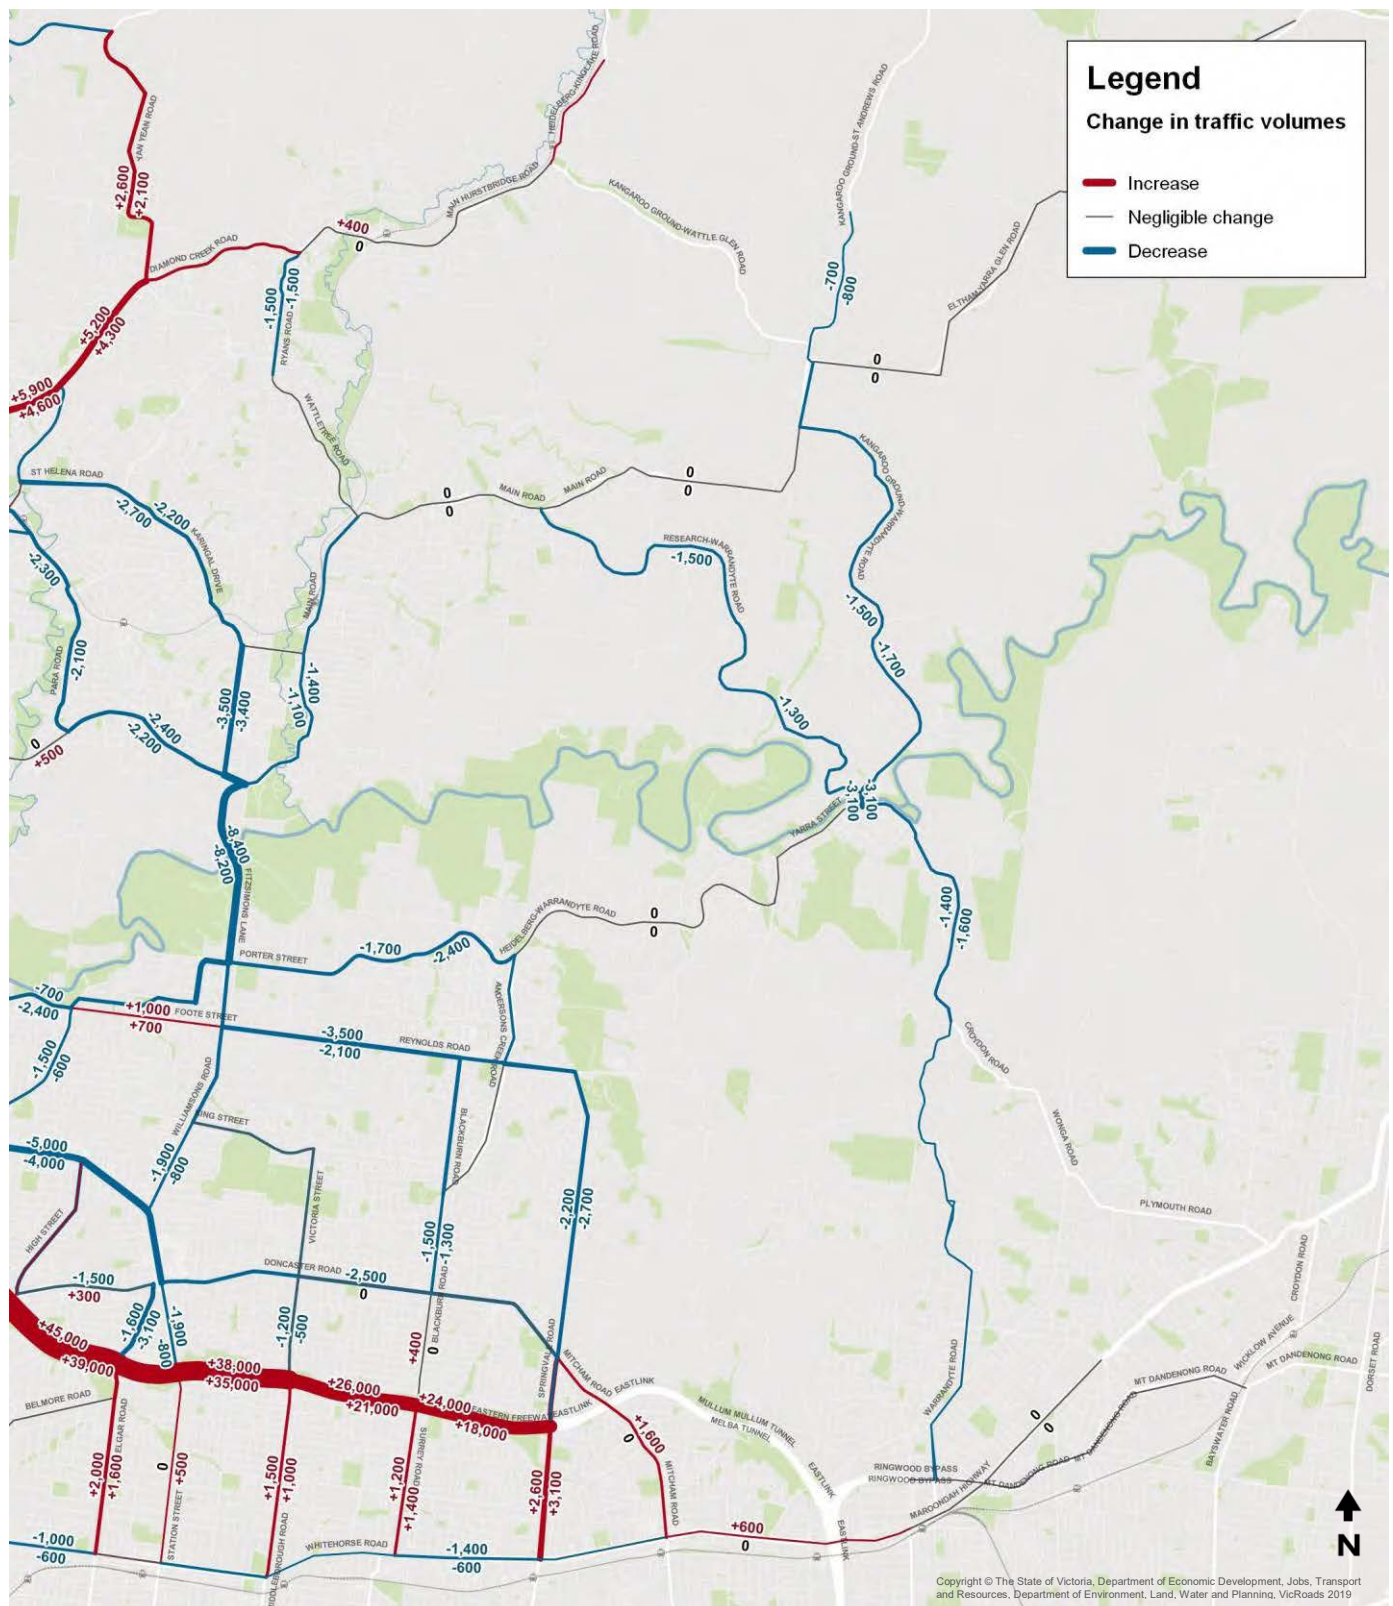 Legend
Change in traffic volumes
Increase
Negligible change
Decrease
HEIDELBERG-KINGLAKE ROAD
KANGAROO GROUND-ST ANDREWS ROAD
YAN YEAN ROAD
+2,600
+2,100
MAIN HURSTBRIDGE ROAD
KANGAROO GROUND-WATTLE GLEN ROAD
+400
0
DIAMOND CREEK ROAD
ELTHAM-YARRA GLEN ROAD
-700
-800
-1,500
-1,500
RYANS ROAD
+5,200
+4,300
0
0
+5,900
+4,600
WATTLETREE ROAD
KANGAROO GROUND-WARRANDYTE ROAD
ST HELENA ROAD
0
0
MAIN ROAD
MAIN ROAD
0
0
-2,200
-2,700
KARINGAL DRIVE
RESEARCH-WARRANDYTE ROAD
-1,500
-2,300
MAIN ROAD
-1,500
-1,700
-2,100
PARA ROAD
-1,400
-1,100
-3,500
-3,400
-1,300
-2,400
-2,200
0
+500
-3,100
-3,100
YARRA STREET
-8,400
-8,200
FITZSIMONS LANE
-1,400
-1,600
HEIDELBERG-WARRANDYTE ROAD
0
0
PORTER STREET
-1,700
-2,400
-700
-2,400
+1,000
FOOTE STREET
+700
ANDERSONS CREEK ROAD
-3,500
-2,100
REYNOLDS ROAD
CROYDON ROAD
-1,500
-600
WILLIAMSONS ROAD
KING STREET
BLACKBURN ROAD
WONGA ROAD
-5,000
-4,000
-1,900
-800
VICTORIA STREET
-2,200
-2,700
PLYMOUTH ROAD
HIGH STREET
-1,500
-1,300
CROYDON ROAD
DONCASTER ROAD
-2,500
0
-1,500
+300
BLACKBURN ROAD
-1,600
-3,100
-1,900
-800
-1,200
-500
+400
0
SPRINGVALE ROAD
WICKLOW AVENUE
MT DANDENONG ROAD
DORSET ROAD
+45,000
+39,000
+38,000
+35,000
+26,000
+21,000
+24,000
+18,000
EASTERN FREEWAY
EASTLINK
MITCHAM ROAD
EASTLINK
MULLUM MULLUM TUNNEL
MELBA TUNNEL
WARRANDYTE ROAD
MT DANDENONG ROAD
BELMORE ROAD
ELGAR ROAD
+1,600
0
0
0
MT DANDENONG ROAD
BAYSWATER ROAD
+2,000
+1,600
0
+500
+1,500
+1,000
SURREY ROAD
+1,200
+1,400
+2,600
+3,100
MITCHAM ROAD
EASTLINK
RINGWOOD BYPASS
RINGWOOD BYPASS
MT DANDENONG ROAD
MAROONDAH HIGHWAY
STATION STREET
-1,000
-600
WHITEHORSE ROAD
-1,400
-600
+600
0
EASTLINK
N
Copyright © The State of Victoria, Department of Economic Development, Jobs, Transport
and Resources, Department of Environment, Land, Water and Planning, VicRoads 2019